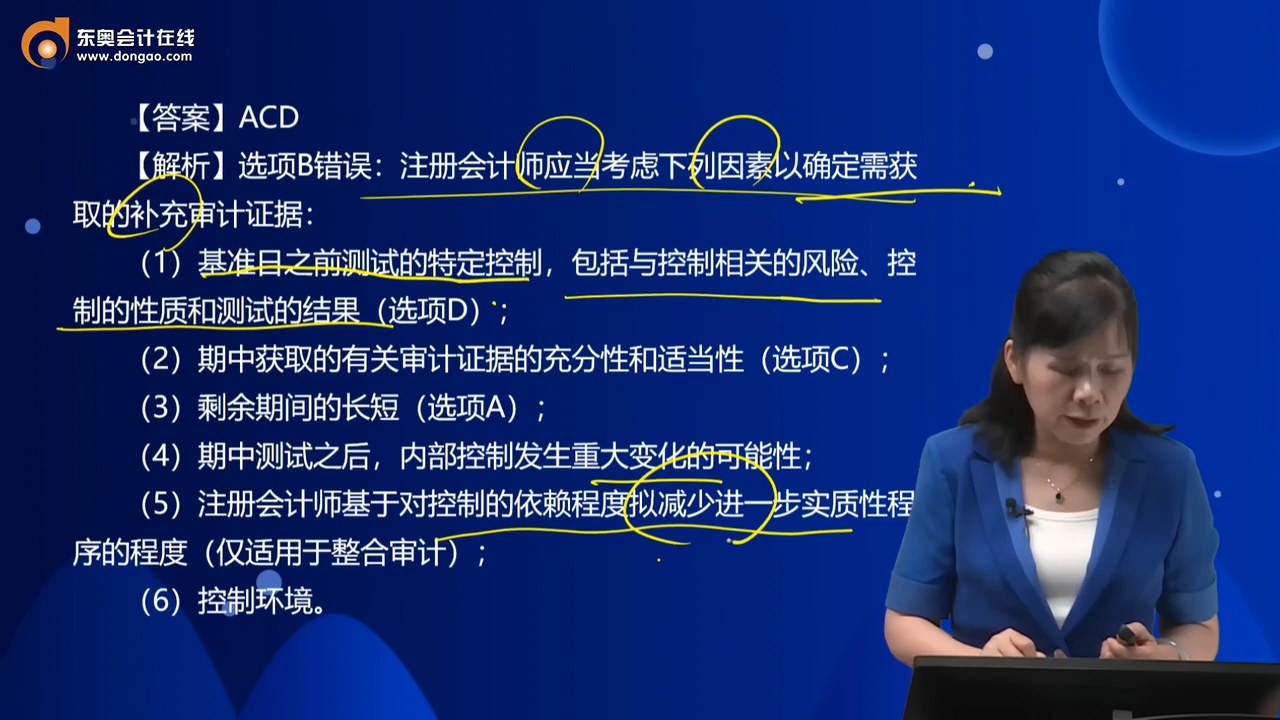 东奥会计在线
www.dongao.com
【答案】ACD
【解析】选项B错误：注册会计师应当考虑下列因素以确定需获
取的补充审计证据：
（1）基准日之前测试的特定控制，包括与控制相关的风险、控
制的性质和测试的结果（选项D）；
（2）期中获取的有关审计证据的充分性和适当性（选项C）；
（3）剩余期间的长短（选项A）；
（4）期中测试之后，内部控制发生重大变化的可能性；
（5）注册会计师基于对控制的依赖程度拟减少进一步实质性程
序的程度（仅适用于整合审计）；
（6）控制环境。